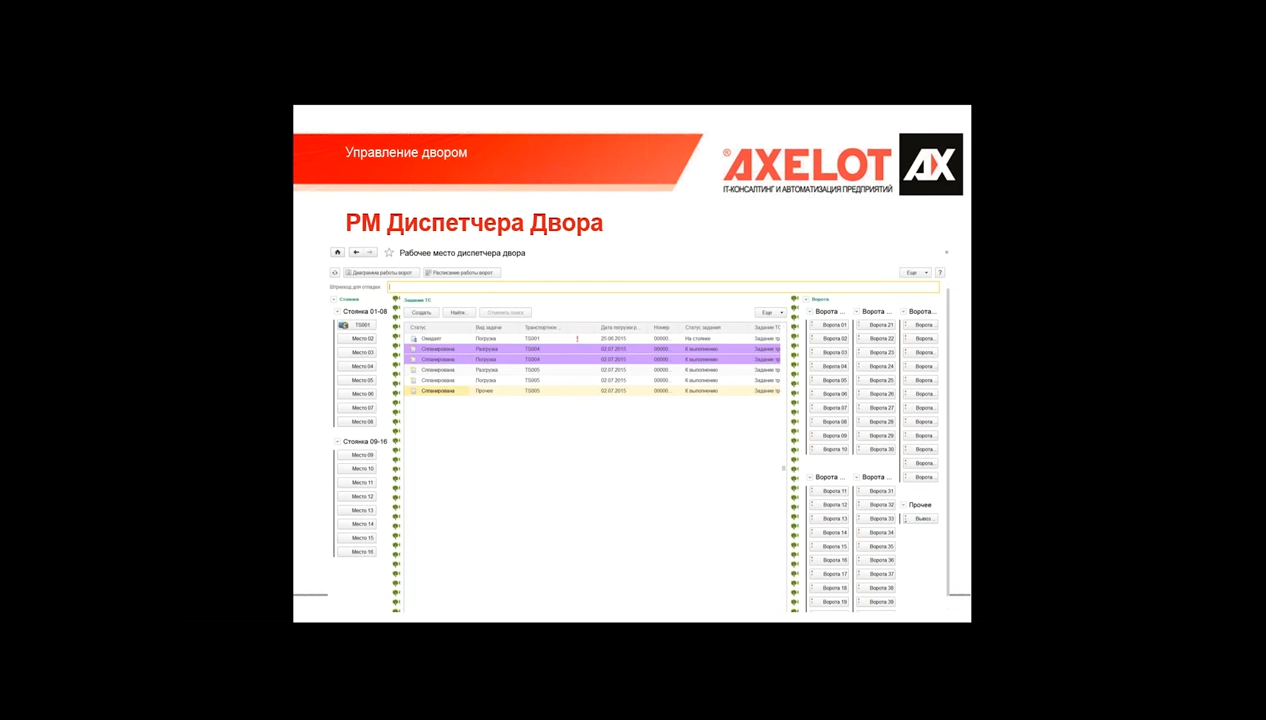 Управление двором
®AXELOT AX
IT-КОНСАЛТИНГ И АВТОМАТИЗАЦИЯ ПРЕДПРИЯТИЙ
РМ Диспетчера Двора
Рабочее место диспетчера двора
Диаграмма работы ворот Расписание работы ворот Еще ?
Штрихкод для отладки:
Стоянка
Стоянка 01-08
TS001
Место 02
Место 03
Место 04
Место 05
Место 06
Место 07
Место 08
Стоянка 09-16
Место 09
Место 10
Место 11
Место 12
Место 13
Место 14
Место 15
Место 16
Задания ТС
Создать Найти... Отменить поиск Еще
Статус Вид задачи Транспортное ... Дата погрузки р... Номер Статус задания Задание ТС
Ожидает Погрузка TS001 ! 25.06.2015 00000... На стоянке Задание тр
Спланирована Разгрузка TS004 02.07.2015 00000... К выполнению Задание тр
Спланирована Погрузка TS004 02.07.2015 00000... К выполнению Задание тр
Спланирована Разгрузка TS005 02.07.2015 00000... К выполнению Задание тр
Спланирована Погрузка TS005 02.07.2015 00000... К выполнению Задание тр
Спланирована Прочее TS005 02.07.2015 00000... К выполнению Задание тр
Ворота
Ворота ... Ворота ... Ворота...
Ворота 01 Ворота 21 Ворота...
Ворота 02 Ворота 22 Ворота...
Ворота 03 Ворота 23 Ворота...
Ворота 04 Ворота 24 Ворота...
Ворота 05 Ворота 25 Ворота...
Ворота 06 Ворота 26 Ворота...
Ворота 07 Ворота 27 Ворота...
Ворота 08 Ворота 28 Ворота...
Ворота 09 Ворота 29 Ворота...
Ворота 10 Ворота 30 Ворота...
Ворота...
Ворота...
Ворота ... Ворота ...
Ворота 11 Ворота 31
Ворота 12 Ворота 32
Ворота 13 Ворота 33
Ворота 14 Ворота 34
Ворота 15 Ворота 35
Ворота 16 Ворота 36
Ворота 17 Ворота 37
Ворота 18 Ворота 38
Ворота 19 Ворота 39
Прочее
Вывоз...